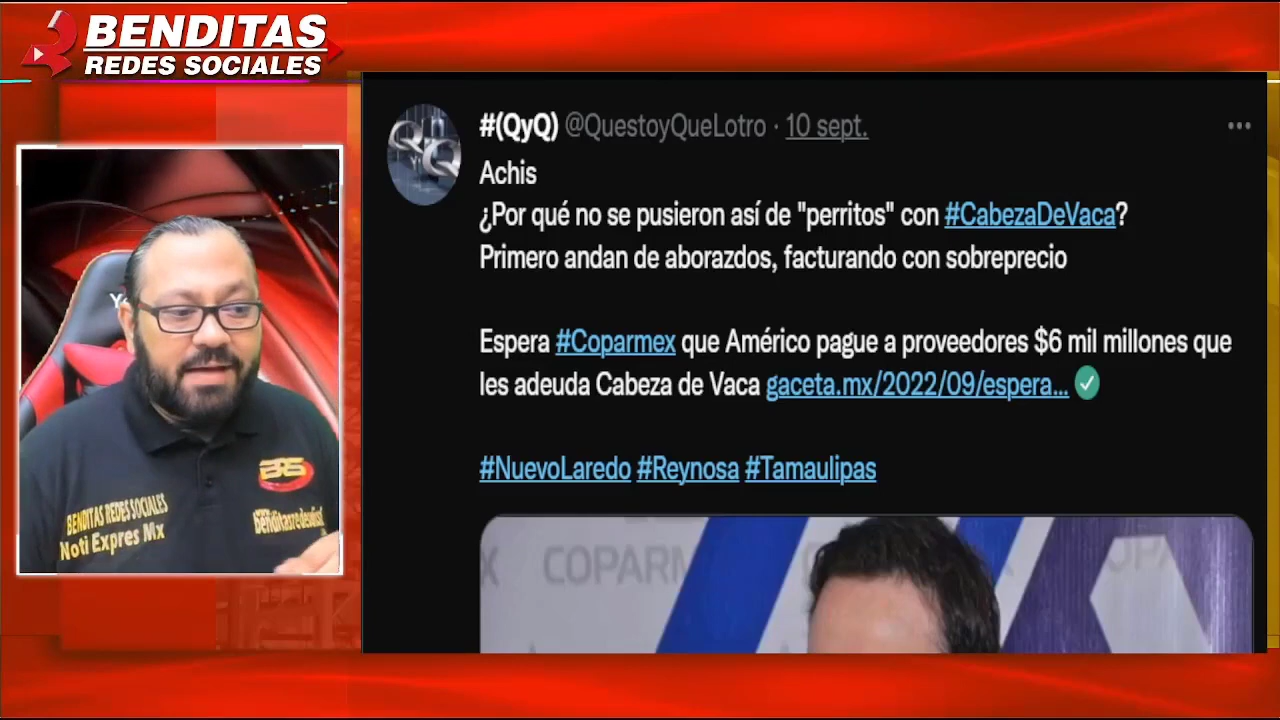 BENDITAS
REDES SOCIALES
#(QyQ) @QuestoyQueLotro · 10 sept.
Achis
¿Por qué no se pusieron así de "perritos" con #CabezaDeVaca?
Primero andan de aborazdos, facturando con sobreprecio
Espera #Coparmex que Américo pague a proveedores $6 mil millones que
les adeuda Cabeza de Vaca gaceta.mx/2022/09/espera...
#NuevoLaredo #Reynosa #Tamaulipas
COPARM
BRS
BENDITAS REDES SOCIALES
Noti Expres Mx